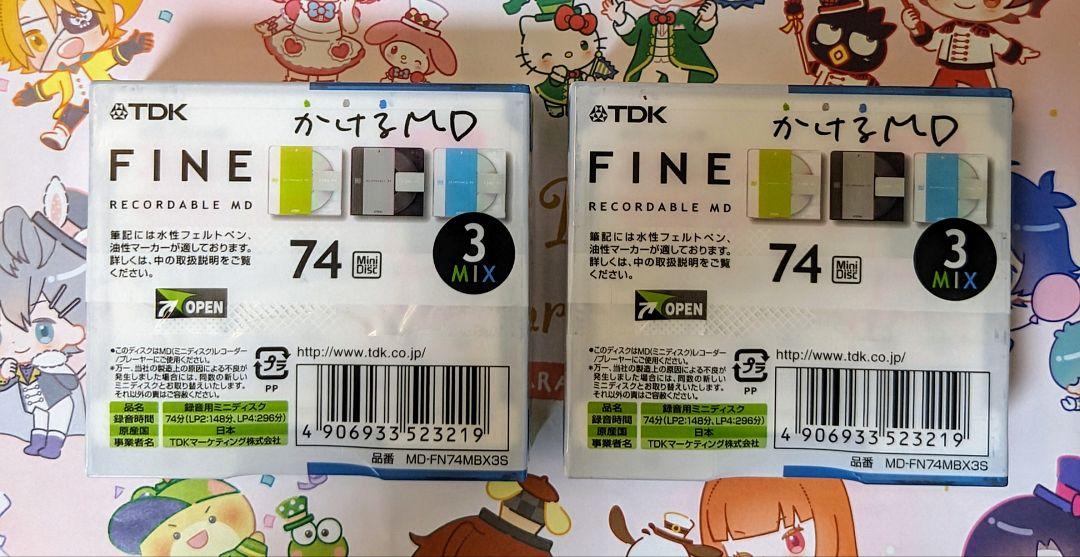 TDK
かけるMD
FINE
RECORDABLE MD
筆記には水性フェルトペン、
油性マーカーが適しております。
詳しくは、中の取扱説明をご覧
ください。
74
Mini
Disc
3
MIX
OPEN
●このディスクはMD(ミニディスク)レコーダー
/プレーヤーにご使用ください。
●万一、当社の製造上の原因による不良が
発生しました場合には、同数の新しい
ミニディスクとお取り替えいたします。
それ以外の責はご容赦ください。
プラ
PP
http://www.tdk.co.jp/
品名 録音用ミニディスク
録音時間 74分(LP2:148分、LP4:296分)
原産国 日本
事業者名 TDKマーケティング株式会社
4 906933 523219
品番 MD-FN74MBX3S
TDK
かけるMD
FINE
RECORDABLE MD
筆記には水性フェルトペン、
油性マーカーが適しております。
詳しくは、中の取扱説明をご覧
ください。
74
Mini
Disc
3
MIX
OPEN
●このディスクはMD(ミニディスク)レコーダー
/プレーヤーにご使用ください。
●万一、当社の製造上の原因による不良が
発生しました場合には、同数の新しい
ミニディスクとお取り替えいたします。
それ以外の責はご容赦ください。
プラ
PP
http://www.tdk.co.jp/
品名 録音用ミニディスク
録音時間 74分(LP2:148分、LP4:296分)
原産国 日本
事業者名 TDKマーケティング株式会社
4 906933 523219
品番 MD-FN74MBX3S